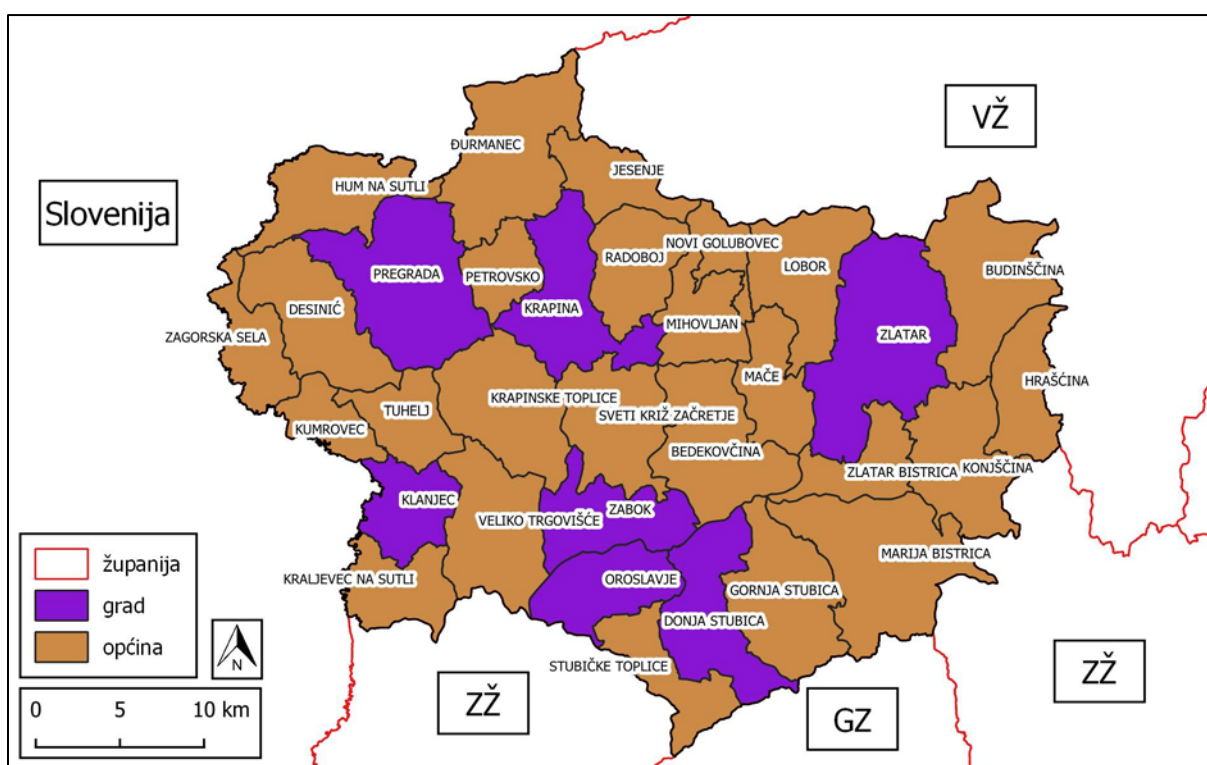 VŽ
ĐURMANEC
JESENJE
HUM NA SUTLI
Slovenija
NOVI GOLUBOVEC
RADOBOJ
LOBOR
PREGRADA
PETROVSKO
BUDINŠČINA
DESINIĆ
KRAPINA
MIHOVLJAN
ZAGORSKA SELA
ZLATAR
MAČE
HRAŠĆINA
KRAPINSKE TOPLICE
TUHELJ
SVETI KRIŽ ZAČRETJE
KUMROVEC
BEDEKOVČINA
ZLATAR BISTRICA
KONJŠČINA
KLANJEC
ZABOK
VELIKO TRGOVIŠĆE
MARIJA BISTRICA
KRALJEVEC NA SUTLI
OROSLAVJE
GORNJA STUBICA
DONJA STUBICA
STUBIČKE TOPLICE
županija
grad
općina
N
0 5 10 km
ZŽ
GZ
ZŽ